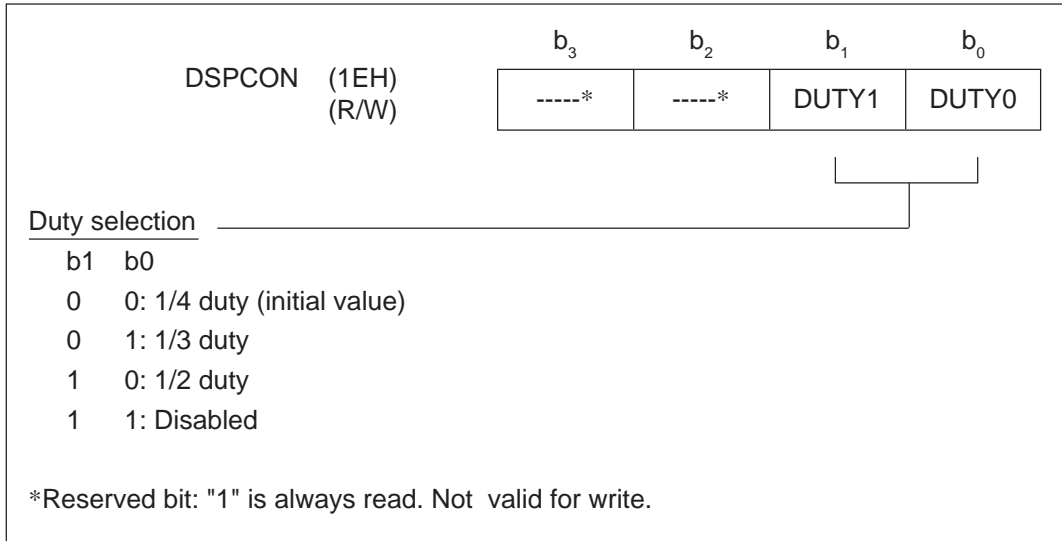 b3 b2 b1 b0
DSPCON (1EH) -----* -----* DUTY1 DUTY0
(R/W)
Duty selection
b1 b0
0 0: 1/4 duty (initial value)
0 1: 1/3 duty
1 0: 1/2 duty
1 1: Disabled
*Reserved bit: "1" is always read. Not valid for write.